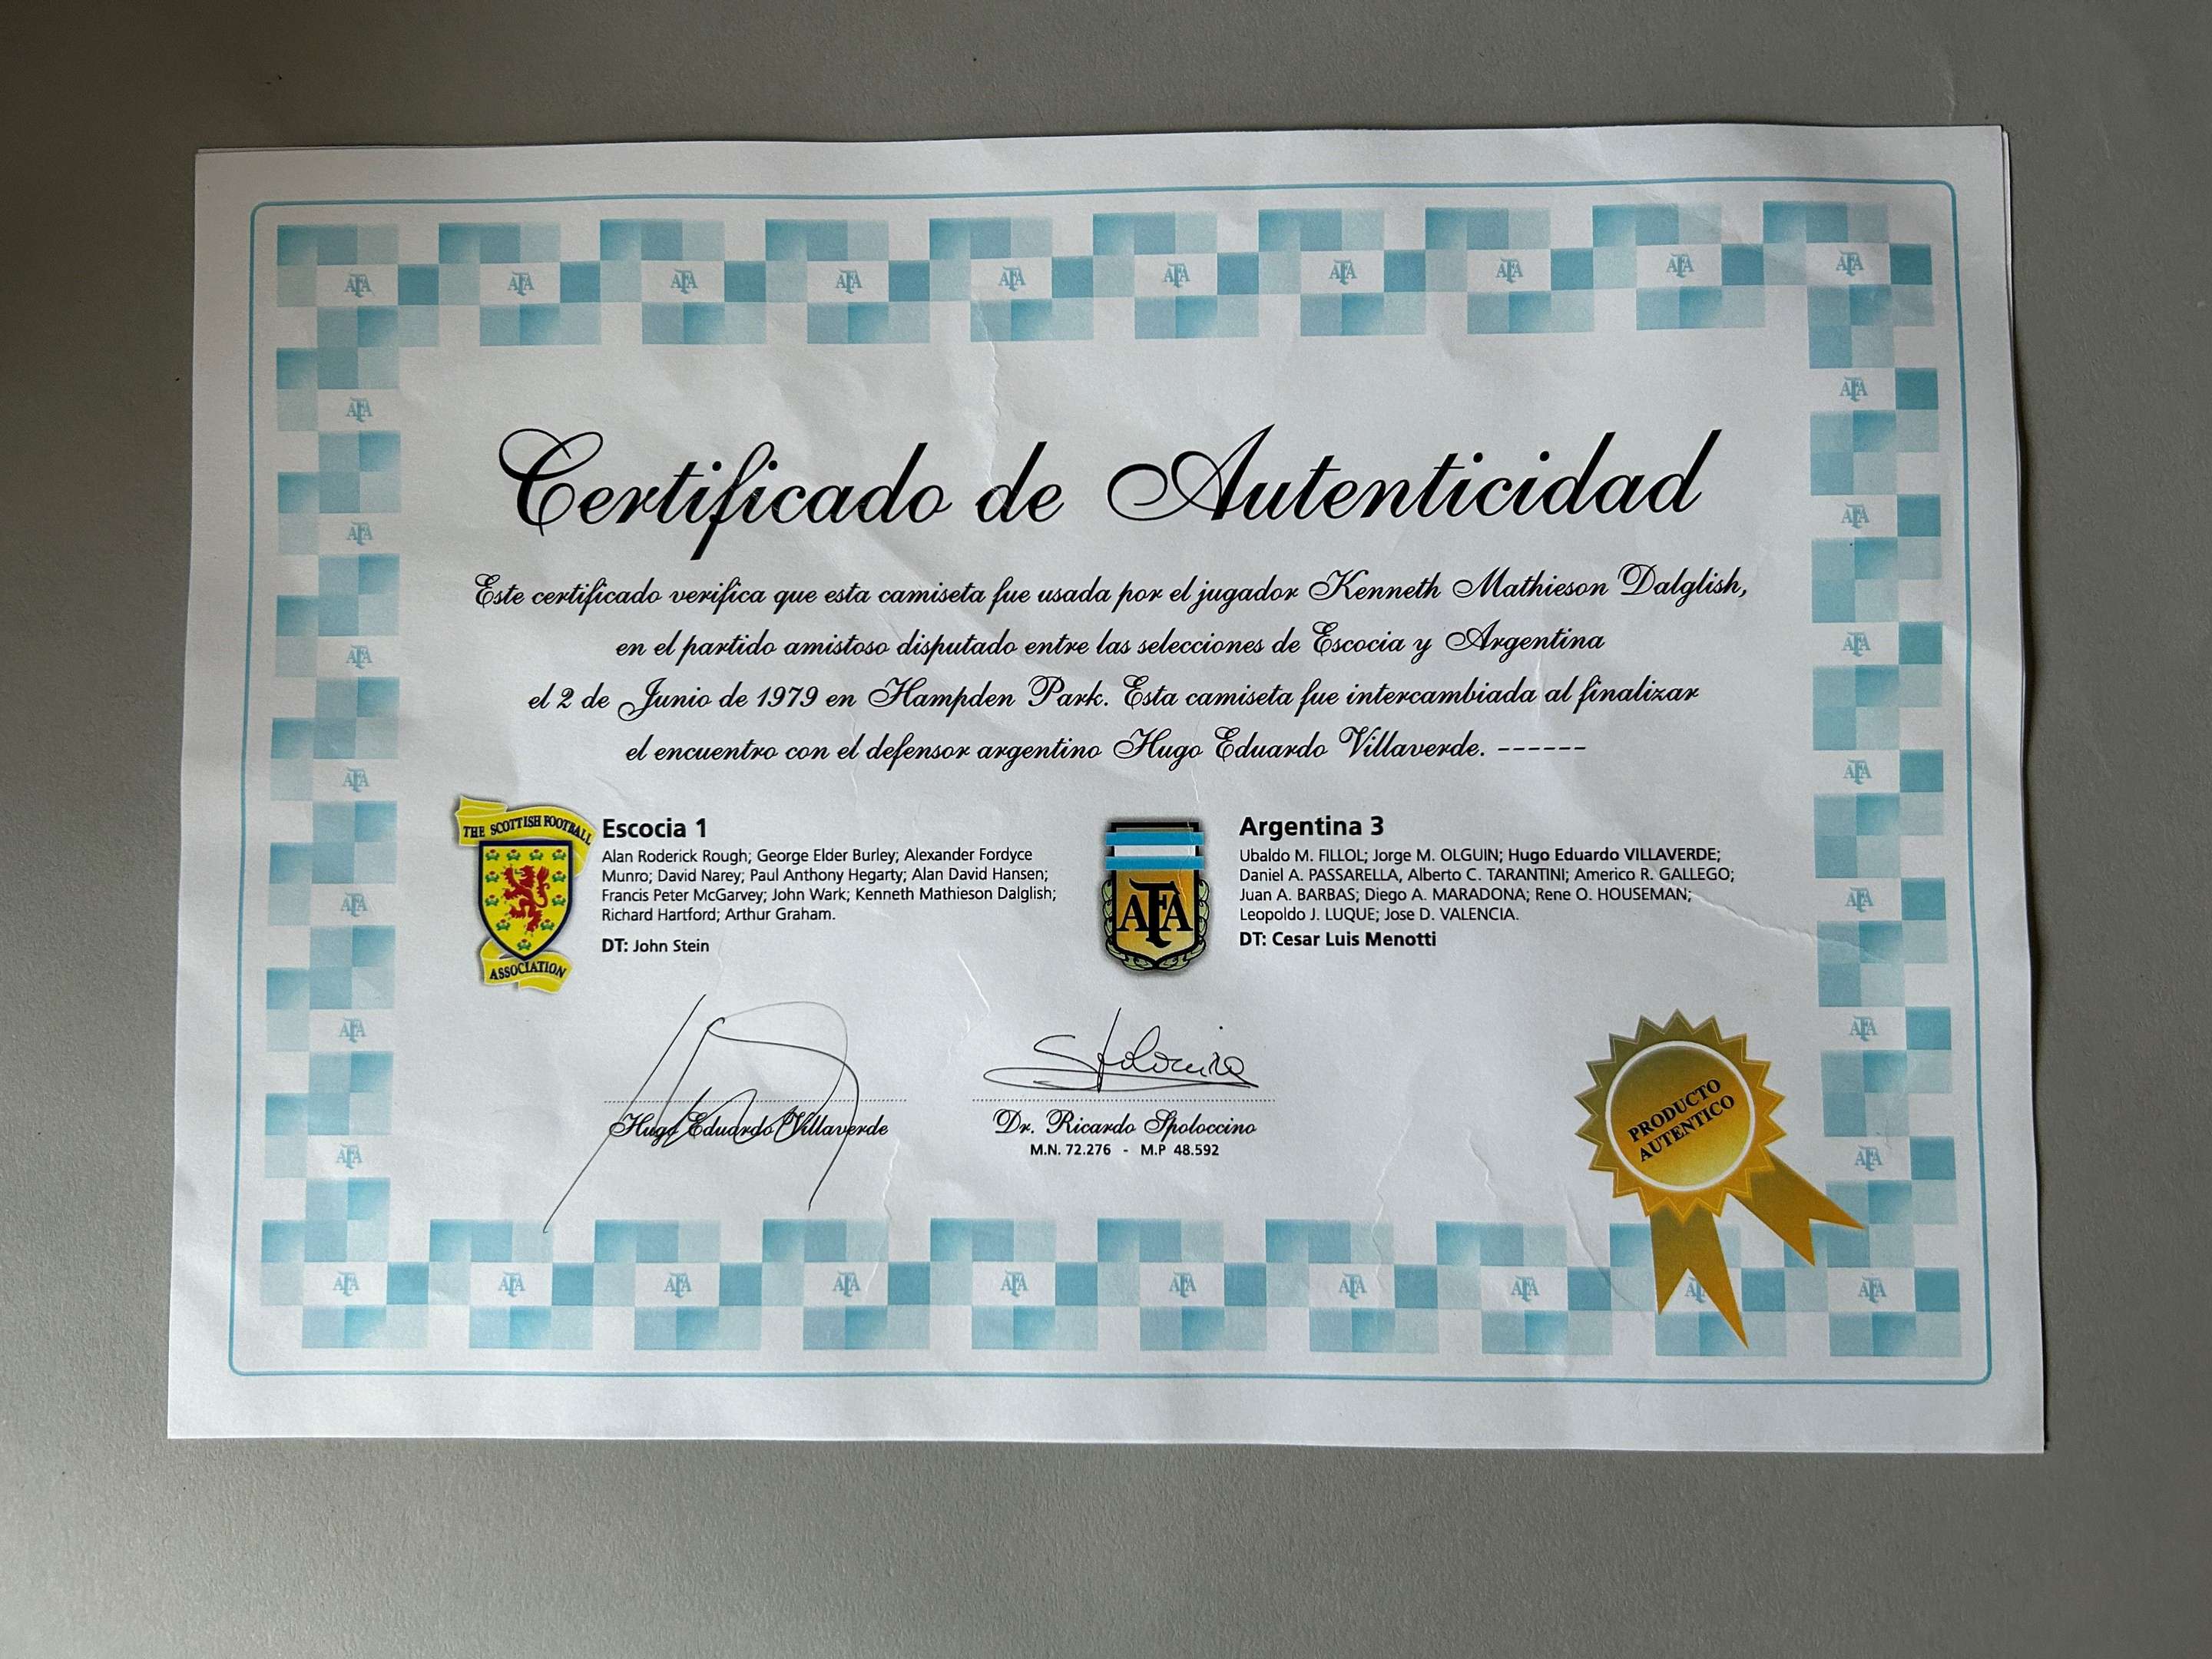 Certificado de Autenticidad
Este certificado verifica que esta camiseta fue usada por el jugador Kenneth Mathieson Dalglish,
en el partido amistoso disputado entre las selecciones de Escocia y Argentina
el 2 de Junio de 1979 en Hampden Park. Esta camiseta fue intercambiada al finalizar
el encuentro con el defensor argentino Hugo Eduardo Villaverde. ------
THE SCOTTISH FOOTBALL
ASSOCIATION
Escocia 1
Alan Roderick Rough; George Elder Burley; Alexander Fordyce
Munro; David Narey; Paul Anthony Hegarty; Alan David Hansen;
Francis Peter McGarvey; John Wark; Kenneth Mathieson Dalglish;
Richard Hartford; Arthur Graham.
DT: John Stein
AFA
Argentina 3
Ubaldo M. FILLOL; Jorge M. OLGUIN; Hugo Eduardo VILLAVERDE;
Daniel A. PASSARELLA, Alberto C. TARANTINI; Americo R. GALLEGO;
Juan A. BARBAS; Diego A. MARADONA; Rene O. HOUSEMAN;
Leopoldo J. LUQUE; Jose D. VALENCIA.
DT: Cesar Luis Menotti
Hugo Eduardo Villaverde
Dr. Ricardo Spoloccino
M.N. 72.276 - M.P 48.592
PRODUCTO
AUTENTICO